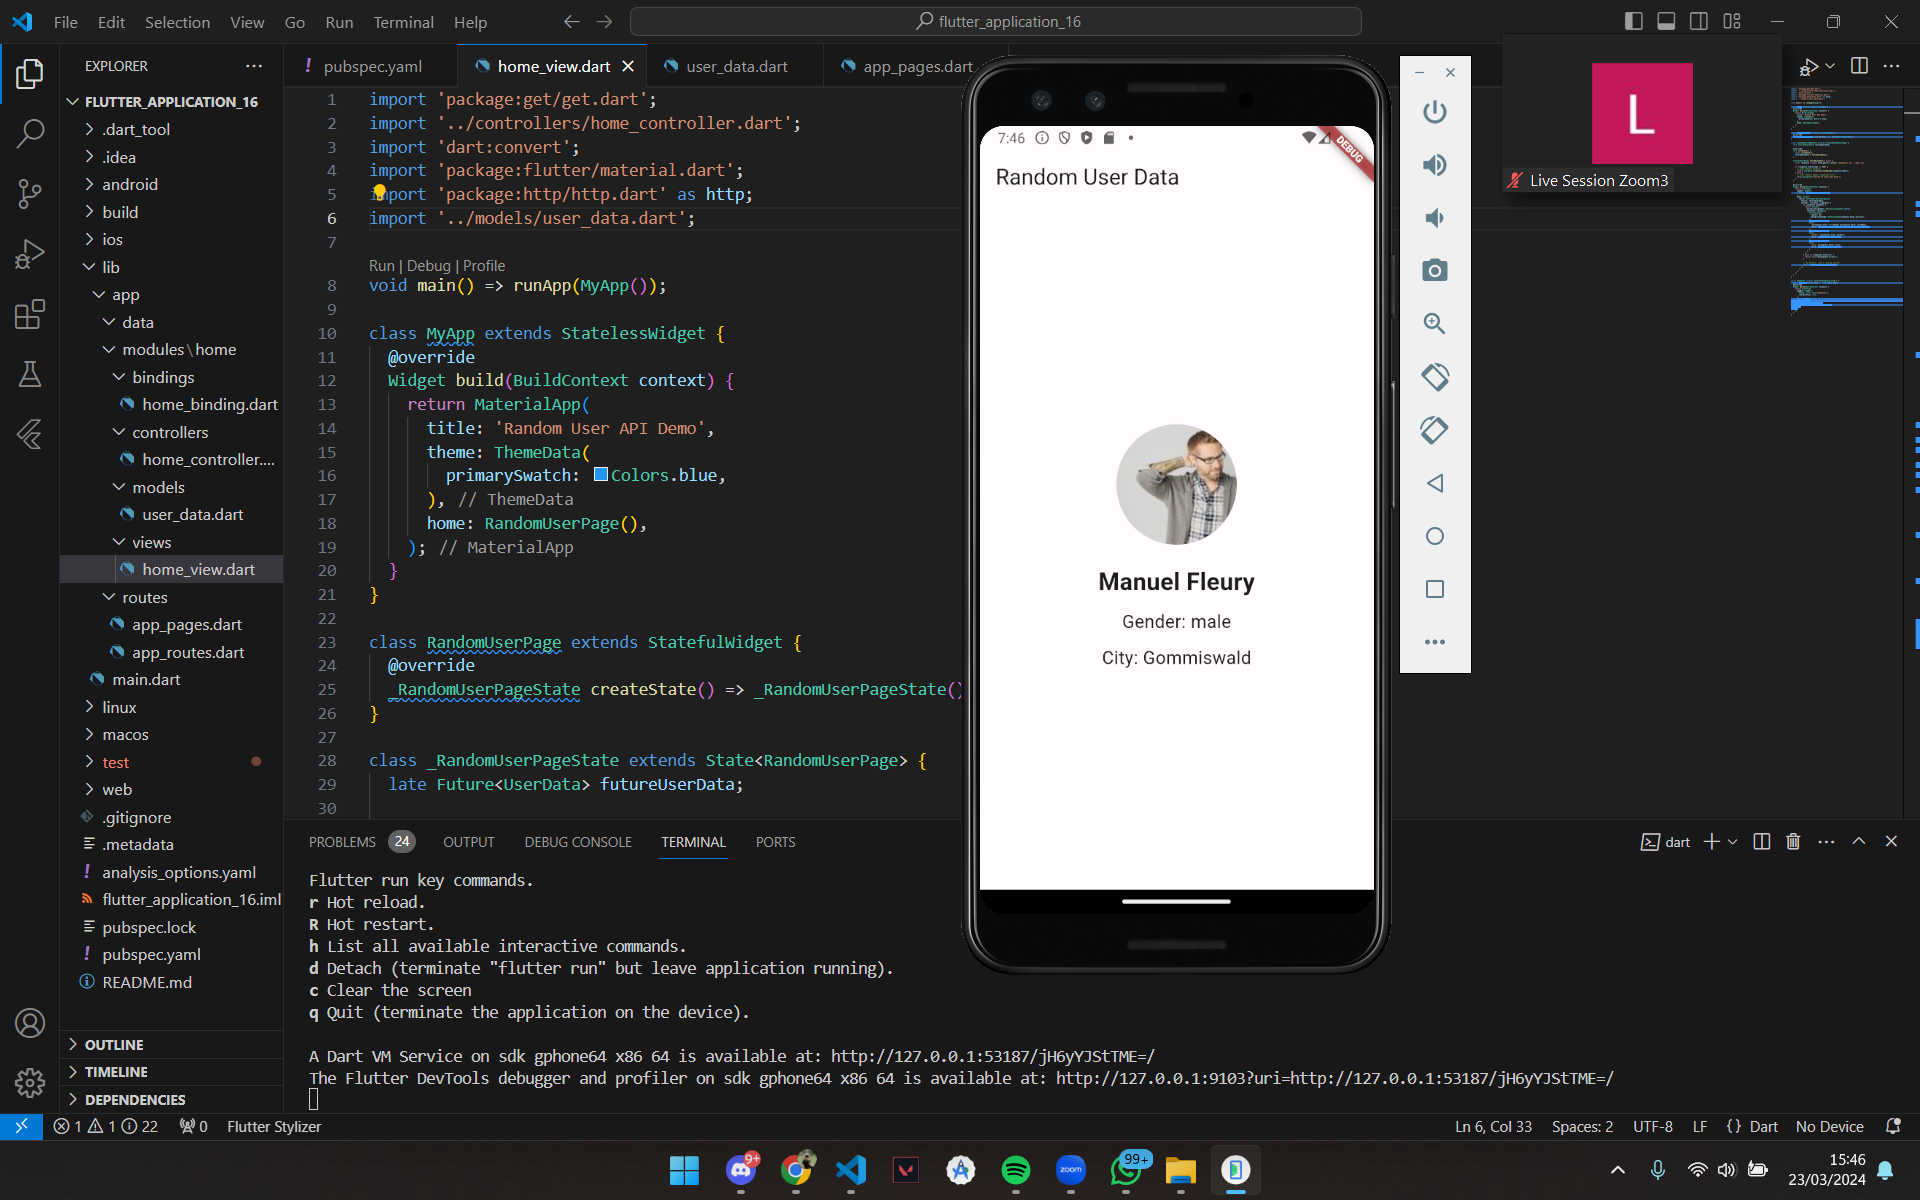 File Edit Selection View Go Run Terminal Help
flutter_application_16
EXPLORER
FLUTTER_APPLICATION_16
.dart_tool
.idea
android
build
ios
lib
app
data
modules\home
bindings
home_binding.dart
controllers
home_controller....
models
user_data.dart
views
home_view.dart
routes
app_pages.dart
app_routes.dart
main.dart
linux
macos
test
web
.gitignore
.metadata
analysis_options.yaml
flutter_application_16.iml
pubspec.lock
pubspec.yaml
README.md
OUTLINE
TIMELINE
DEPENDENCIES
pubspec.yaml home_view.dart user_data.dart app_pages.dart
1 import 'package:get/get.dart';
2 import '../controllers/home_controller.dart';
3 import 'dart:convert';
4 import 'package:flutter/material.dart';
5 import 'package:http/http.dart' as http;
6 import '../models/user_data.dart';
7
Run | Debug | Profile
8 void main() => runApp(MyApp());
9
10 class MyApp extends StatelessWidget {
11 @override
12 Widget build(BuildContext context) {
13 return MaterialApp(
14 title: 'Random User API Demo',
15 theme: ThemeData(
16 primarySwatch: Colors.blue,
17 ), // ThemeData
18 home: RandomUserPage(),
19 ); // MaterialApp
20 }
21 }
22
23 class RandomUserPage extends StatefulWidget {
24 @override
25 _RandomUserPageState createState() => _RandomUserPageState()
26 }
27
28 class _RandomUserPageState extends State<RandomUserPage> {
29 late Future<UserData> futureUserData;
30
7:46
DEBUG
Random User Data
Manuel Fleury
Gender: male
City: Gommiswald
L
Live Session Zoom3
PROBLEMS 24 OUTPUT DEBUG CONSOLE TERMINAL PORTS
dart
Flutter run key commands.
r Hot reload.
R Hot restart.
h List all available interactive commands.
d Detach (terminate "flutter run" but leave application running).
c Clear the screen
q Quit (terminate the application on the device).
A Dart VM Service on sdk gphone64 x86 64 is available at: http://127.0.0.1:53187/jH6yYJStTME=/
The Flutter DevTools debugger and profiler on sdk gphone64 x86 64 is available at: http://127.0.0.1:9103?uri=http://127.0.0.1:53187/jH6yYJStTME=/
1 1 22 0 Flutter Stylizer
Ln 6, Col 33 Spaces: 2 UTF-8 LF {} Dart No Device
9+
zoom
99+
15:46
23/03/2024